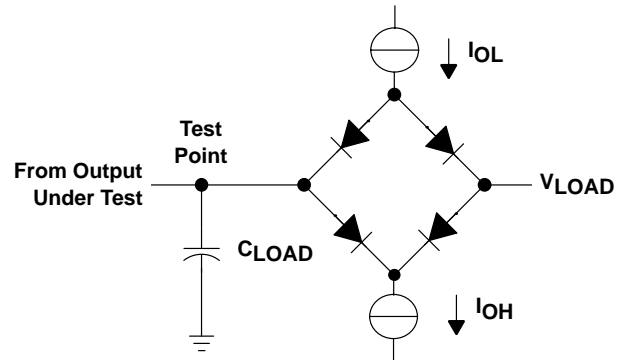 IOL
Test
Point
From Output
Under Test
VLOAD
CLOAD
IOH